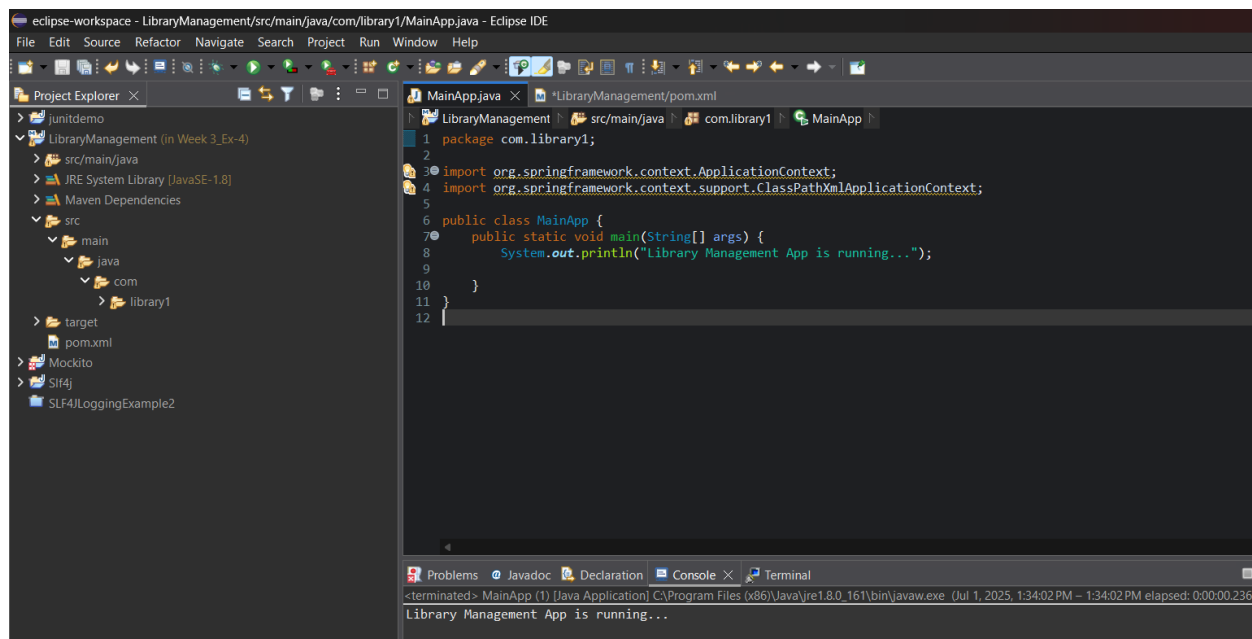 eclipse-workspace - LibraryManagement/src/main/java/com/library1/MainApp.java - Eclipse IDE
File Edit Source Refactor Navigate Search Project Run Window Help
Project Explorer
junitdemo
LibraryManagement (in Week 3_Ex-4)
src/main/java
JRE System Library [JavaSE-1.8]
Maven Dependencies
src
main
java
com
library1
target
pom.xml
Mockito
Slf4j
SLF4JLoggingExample2
MainApp.java *LibraryManagement/pom.xml
LibraryManagement src/main/java com.library1 MainApp
1 package com.library1;
2
3 import org.springframework.context.ApplicationContext;
4 import org.springframework.context.support.ClassPathXmlApplicationContext;
5
6 public class MainApp {
7 public static void main(String[] args) {
8 System.out.println("Library Management App is running...");
9
10 }
11 }
12
Problems Javadoc Declaration Console Terminal
<terminated> MainApp (1) [Java Application] C:\Program Files (x86)\Java\jre1.8.0_161\bin\javaw.exe (Jul 1, 2025, 1:34:02 PM – 1:34:02 PM elapsed: 0:00:00.236
Library Management App is running...